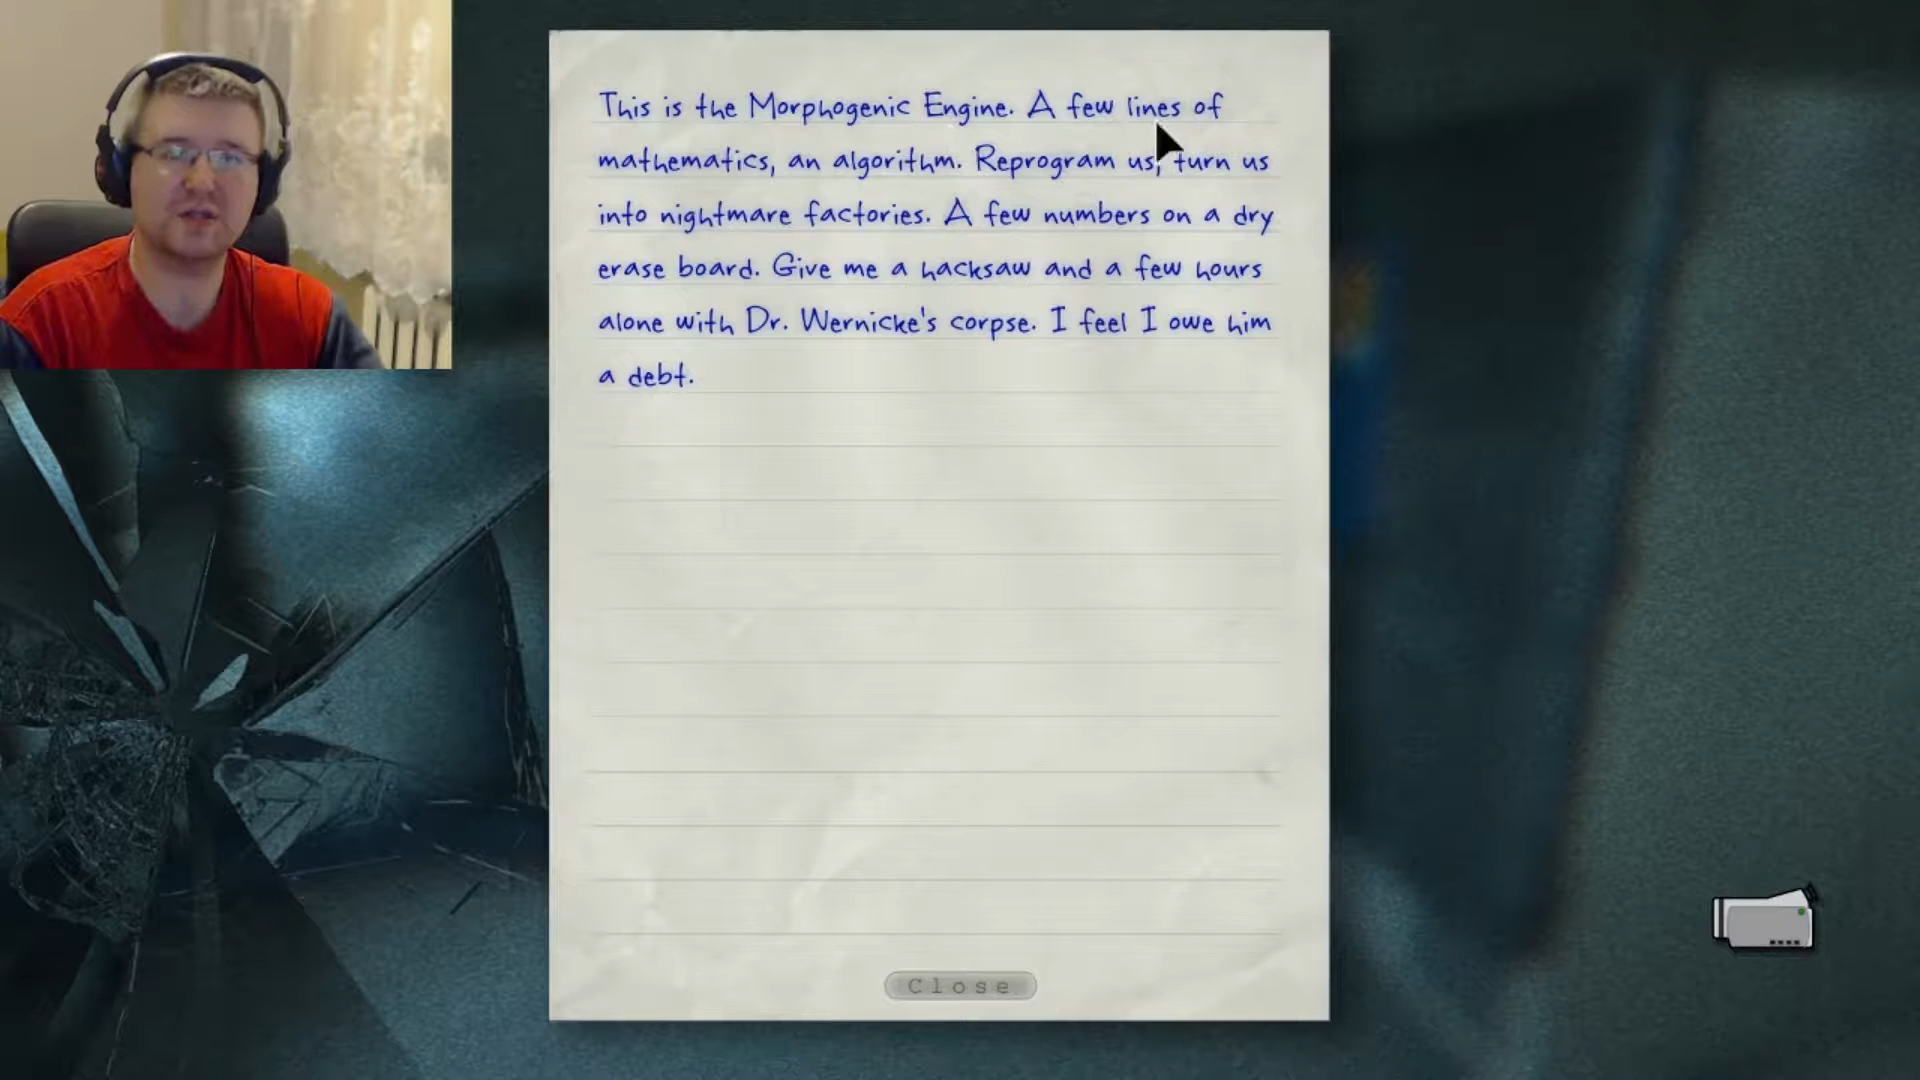 This is the Morphogenic Engine. A few lines of
mathematics, an algorithm. Reprogram us, turn us
into nightmare factories. A few numbers on a dry
erase board. Give me a hacksaw and a few hours
alone with Dr. Wernicke's corpse. I feel I owe him
a debt.
Close